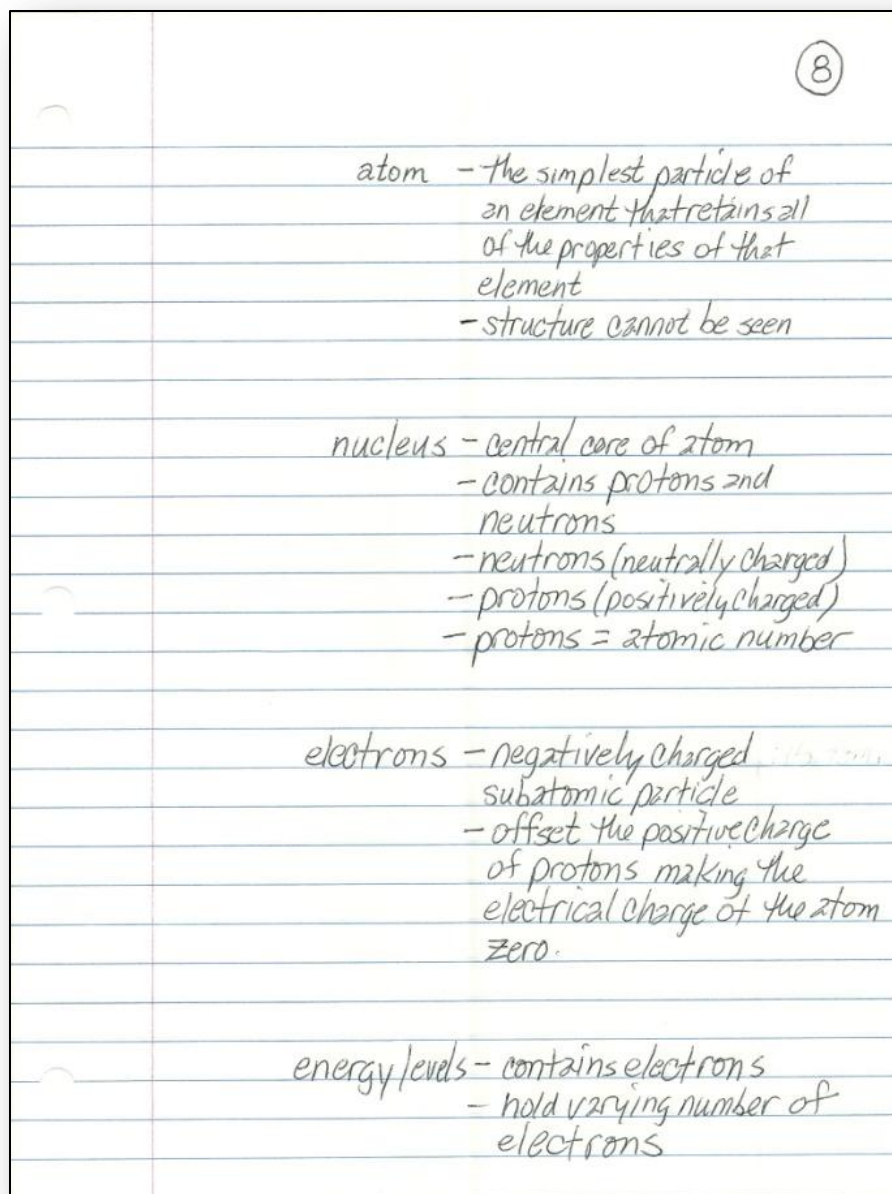 8
atom - the simplest particle of
an element that retains all
of the properties of that
element
- structure cannot be seen
nucleus - central core of atom
- contains protons and
neutrons
- neutrons (neutrally charged)
- protons (positively charged)
- protons = atomic number
electrons - negatively charged
subatomic particle
- offset the positive charge
of protons making the
electrical charge of the atom
zero.
energy levels - contains electrons
- hold varying number of
electrons